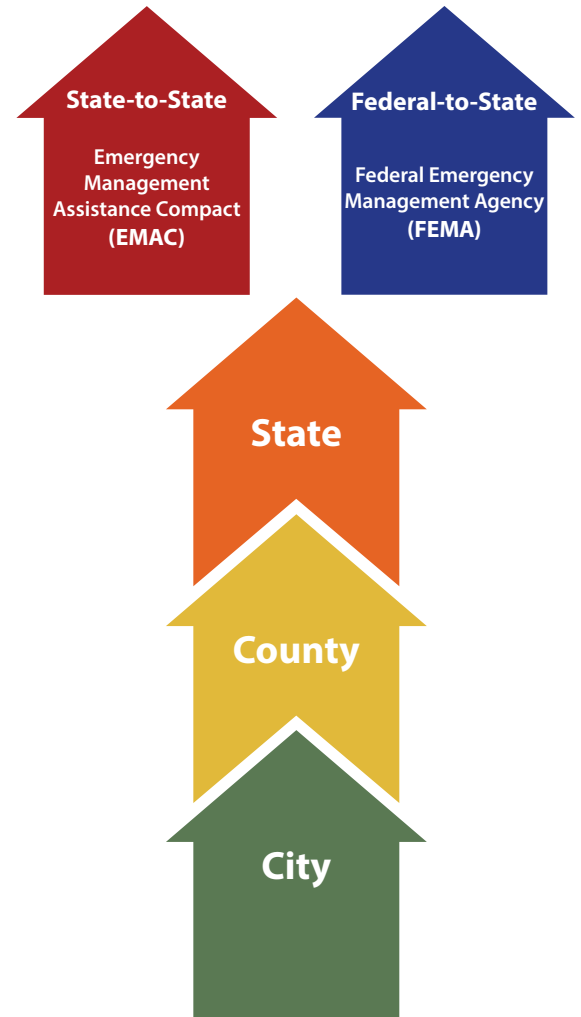 State-to-State
Emergency
Management
Assistance Compact
(EMAC)
Federal-to-State
Federal Emergency
Management Agency
(FEMA)
State
County
City